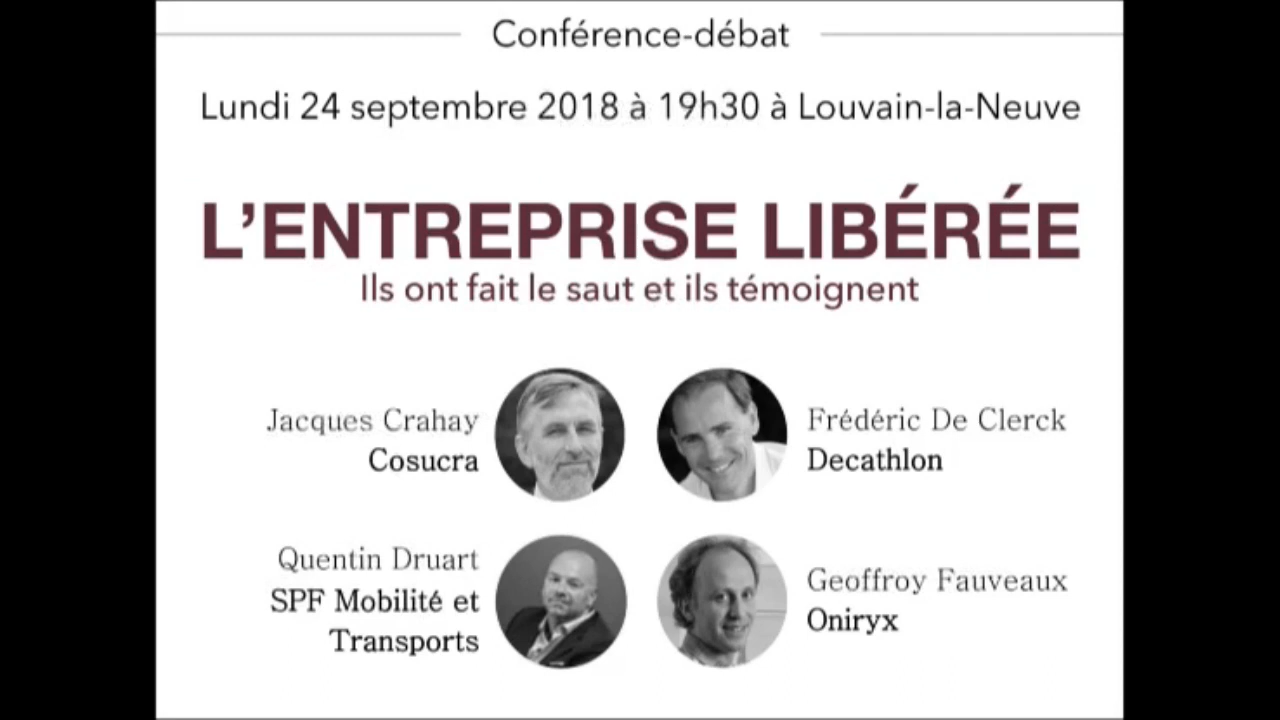 Conférence-débat
Lundi 24 septembre 2018 à 19h30 à Louvain-la-Neuve
L’ENTREPRISE LIBÉRÉE
Ils ont fait le saut et ils témoignent
Jacques Crahay
Cosucra
Frédéric De Clerck
Decathlon
Quentin Druart
SPF Mobilité et
Transports
Geoffroy Fauveaux
Oniryx